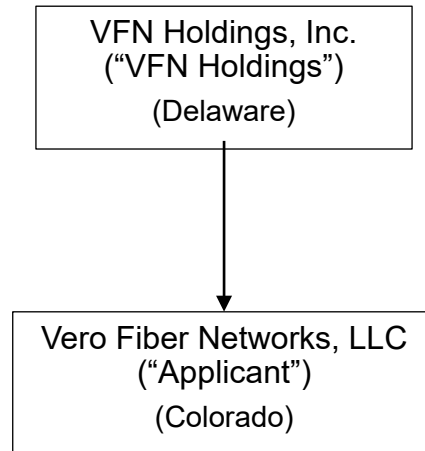 VFN Holdings, Inc.
(“VFN Holdings”)
(Delaware)
Vero Fiber Networks, LLC
(“Applicant”)
(Colorado)